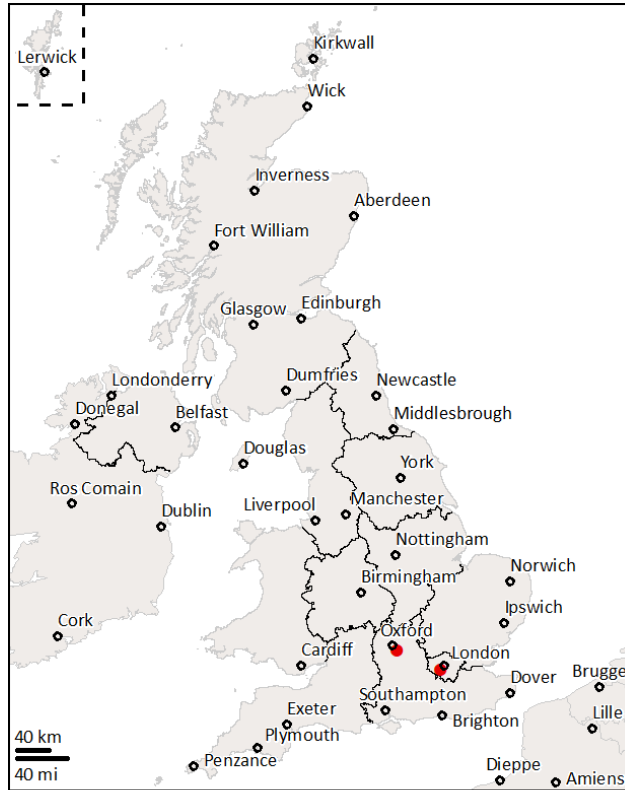 Kirkwall
Lerwick
Wick
Inverness
Aberdeen
Fort William
Glasgow
Edinburgh
Dumfries
Londonderry
Newcastle
Donegal
Belfast
Middlesbrough
Douglas
York
Ros Comain
Liverpool
Manchester
Dublin
Nottingham
Birmingham
Norwich
Ipswich
Cork
Oxford
Cardiff
London
Brugge
Dover
Southampton
Exeter
Brighton
Lille
Plymouth
40 km
40 mi
Penzance
Dieppe
Amiens